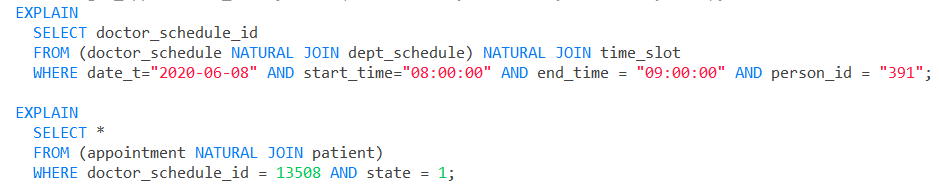 EXPLAIN
SELECT doctor_schedule_id
FROM (doctor_schedule NATURAL JOIN dept_schedule) NATURAL JOIN time_slot
WHERE date_t="2020-06-08" AND start_time="08:00:00" AND end_time = "09:00:00" AND person_id = "391";
EXPLAIN
SELECT *
FROM (appointment NATURAL JOIN patient)
WHERE doctor_schedule_id = 13508 AND state = 1;